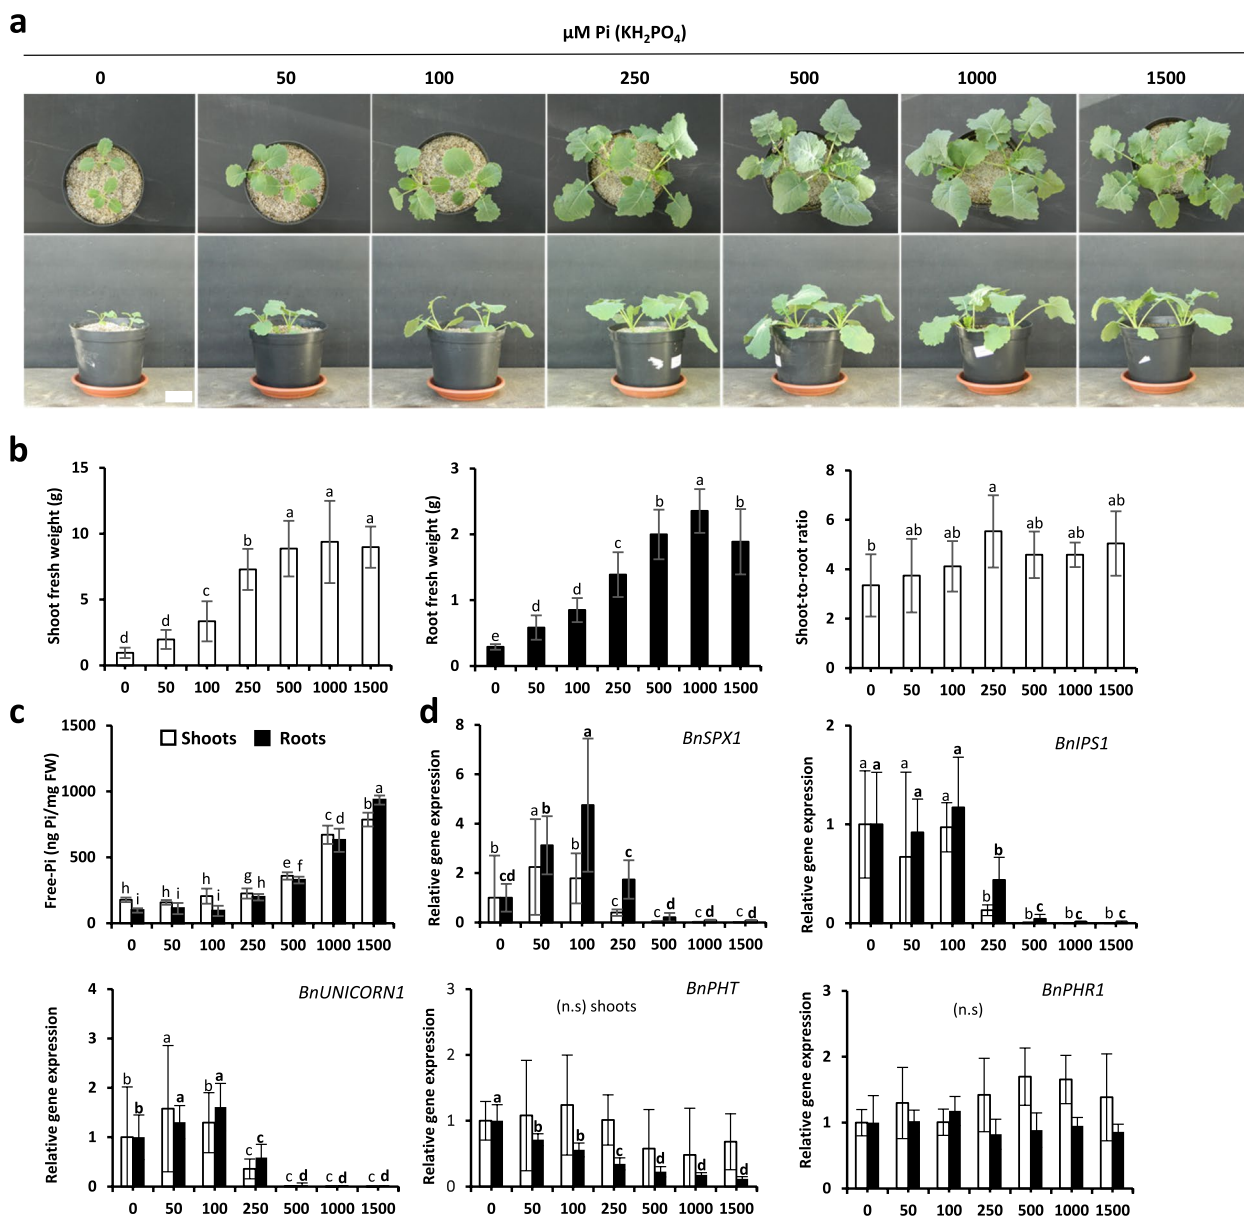 a
µM Pi (KH₂PO₄)
0 50 100 250 500 1000 1500
b
Shoot fresh weight (g)
15
10
5
0
d d c b a a a
0 50 100 250 500 1000 1500
Root fresh weight (g)
3
2
1
0
e d d c b a b
0 50 100 250 500 1000 1500
Shoot-to-root ratio
8
6
4
2
0
b ab ab a ab ab ab
0 50 100 250 500 1000 1500
c
Free-Pi (ng Pi/mg FW)
1500
1000
500
0
Shoots Roots
h i h i h i g h e f c d b a
0 50 100 250 500 1000 1500
d
Relative gene expression
8
6
4
2
0
BnSPX1
b cd a b b a c c c d c d c d
0 50 100 250 500 1000 1500
Relative gene expression
2
1
0
BnIPS1
a a a a a a b b b c b c b c
0 50 100 250 500 1000 1500
Relative gene expression
4
3
2
1
0
BnUNICORN1
b b a a b a c c c d c d c d
0 50 100 250 500 1000 1500
Relative gene expression
3
2
1
0
BnPHT
(n.s) shoots
a b b c d d d
0 50 100 250 500 1000 1500
Relative gene expression
3
2
1
0
BnPHR1
(n.s)
0 50 100 250 500 1000 1500